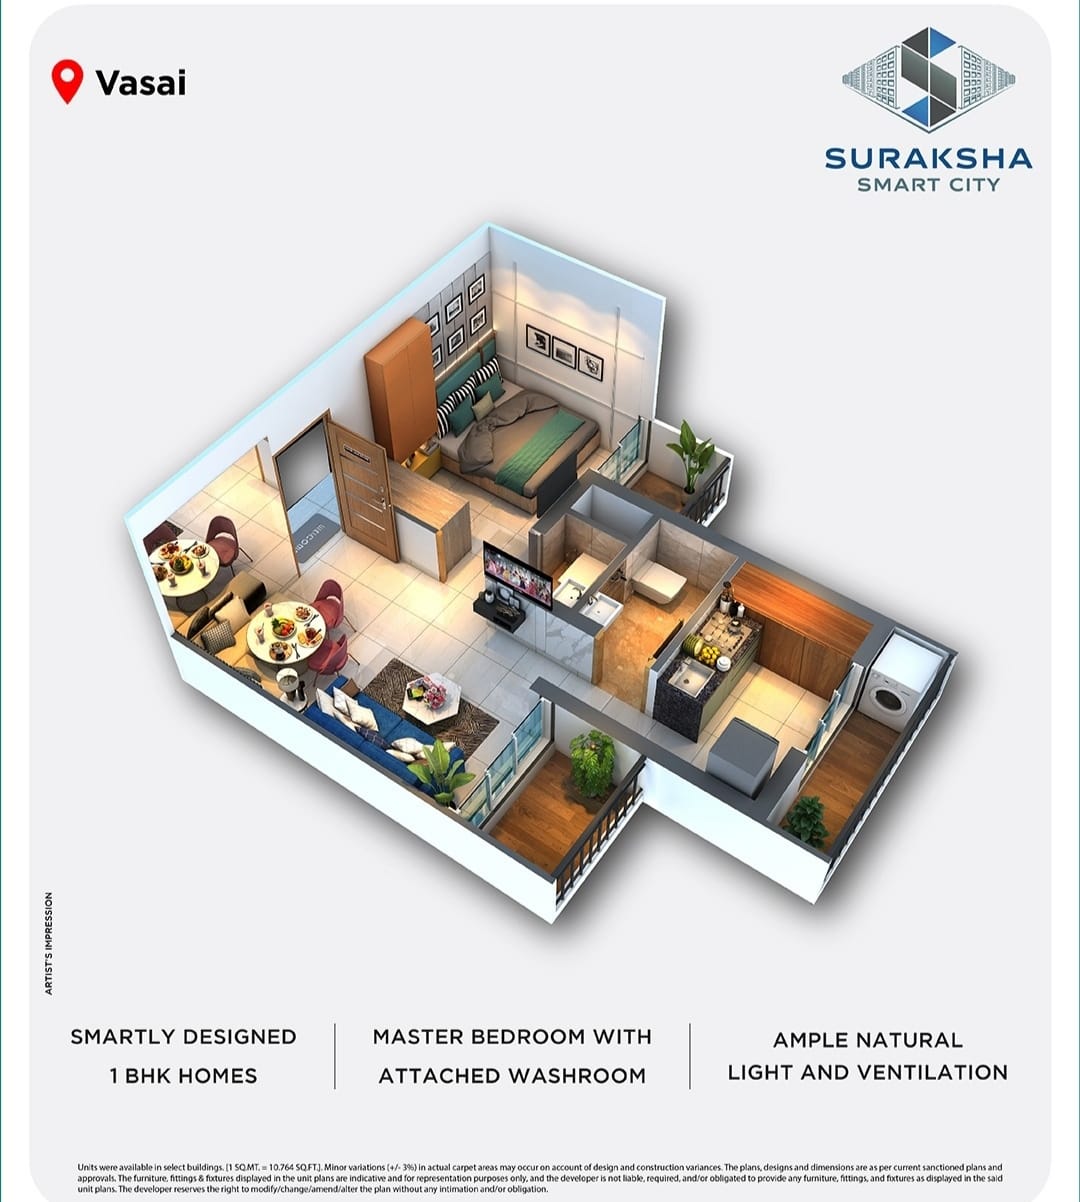 Vasai
SURAKSHA
SMART CITY
WELCOME
ARTIST'S IMPRESSION
SMARTLY DESIGNED
1 BHK HOMES
MASTER BEDROOM WITH
ATTACHED WASHROOM
AMPLE NATURAL
LIGHT AND VENTILATION
Units were available in select buildings. [1 SQ.MT. = 10.764 SQ.FT.]. Minor variations (+/- 3%) in actual carpet areas may occur on account of design and construction variances. The plans, designs and dimensions are as per current sanctioned plans and
approvals. The furniture, fittings & fixtures displayed in the unit plans are indicative and for representation purposes only, and the developer is not liable, required, and/or obligated to provide any furniture, fittings, and fixtures as displayed in the said
unit plans. The developer reserves the right to modify/change/amend/alter the plan without any intimation and/or obligation.